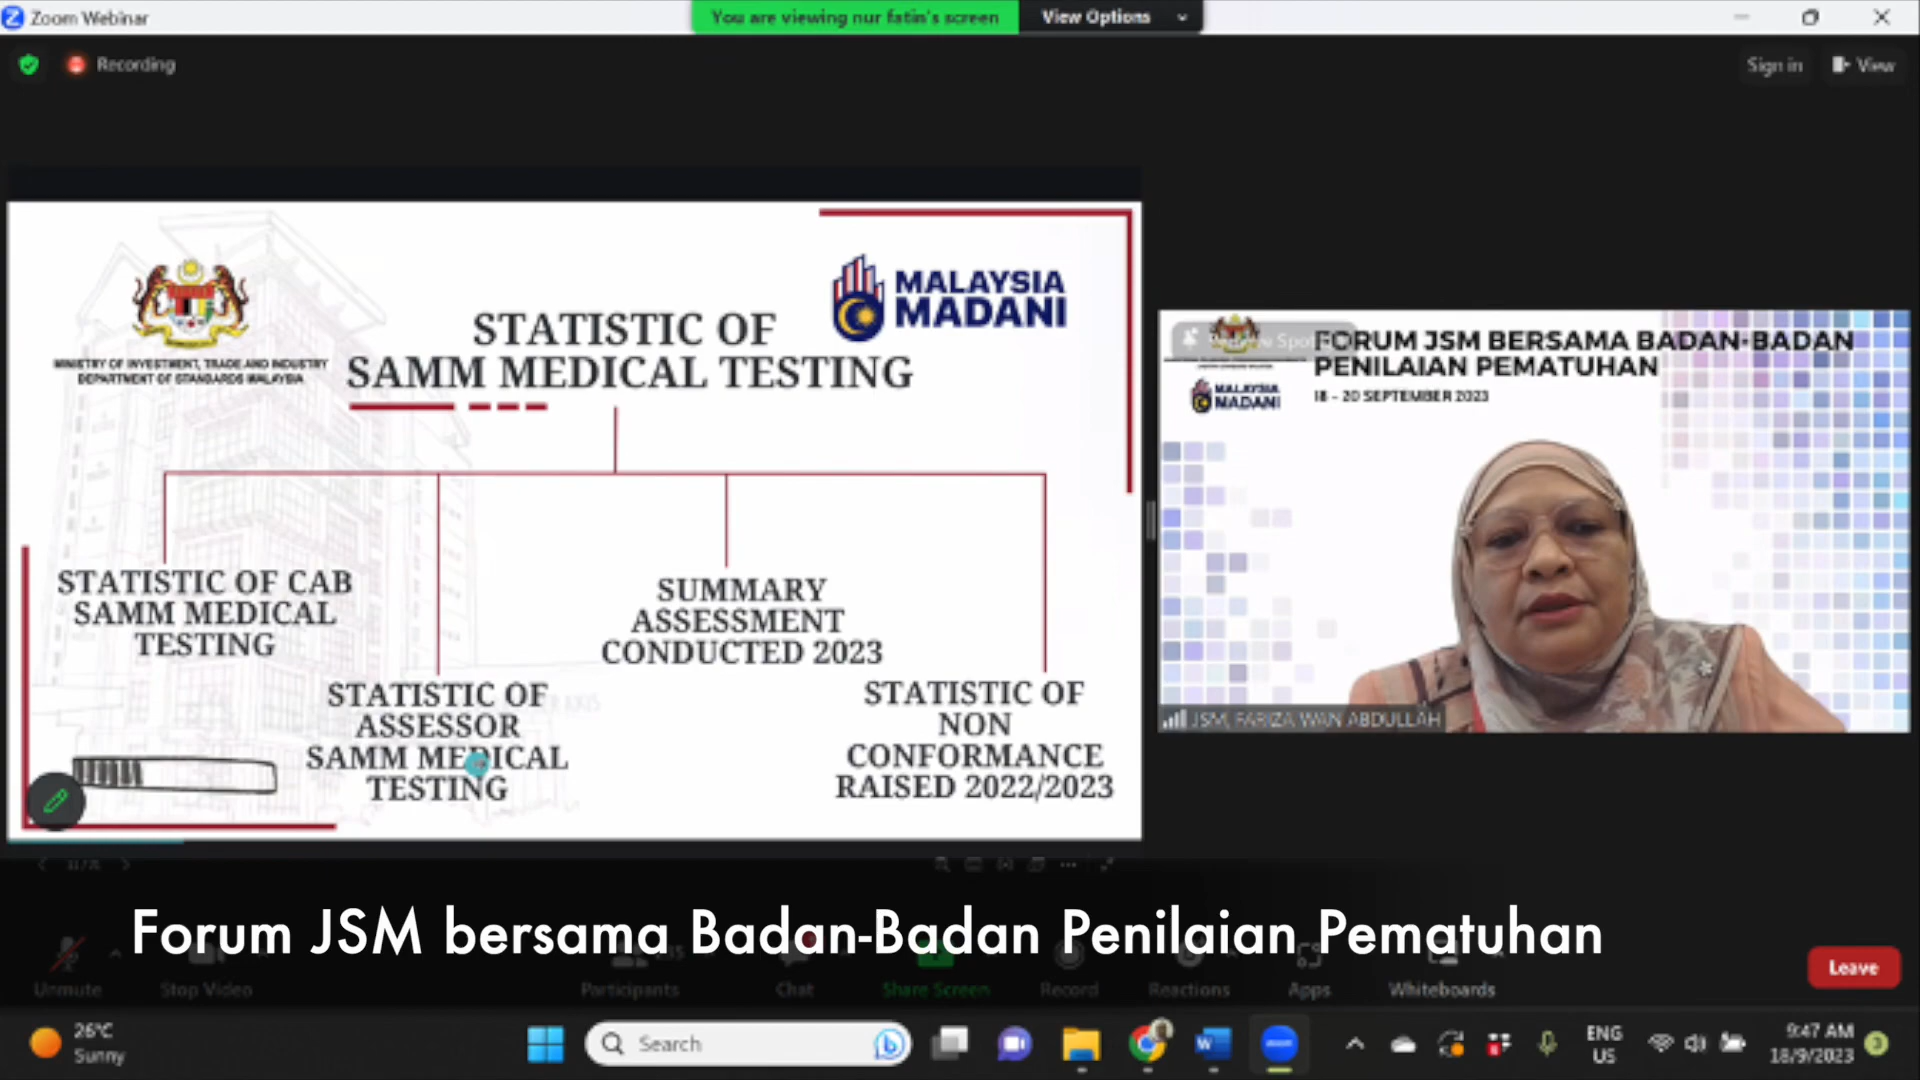 Zoom Webinar
You are viewing nur fatin's screen
View Options
Recording
Sign in
View
MINISTRY OF INVESTMENT, TRADE AND INDUSTRY
DEPARTMENT OF STANDARDS MALAYSIA
STATISTIC OF
SAMM MEDICAL TESTING
MALAYSIA
MADANI
STATISTIC OF CAB
SAMM MEDICAL
TESTING
STATISTIC OF
ASSESSOR
SAMM MEDICAL
TESTING
SUMMARY
ASSESSMENT
CONDUCTED 2023
STATISTIC OF
NON
CONFORMANCE
RAISED 2022/2023
FORUM JSM BERSAMA BADAN-BADAN
PENILAIAN PEMATUHAN
18 - 20 SEPTEMBER 2023
MALAYSIA
MADANI
JSM, FARIZA WAN ABDULLAH
Forum JSM bersama Badan-Badan Penilaian Pematuhan
Unmute
Stop Video
Participants
Chat
Share Screen
Record
Reactions
Apps
Whiteboards
Leave
26°C
Sunny
Search
ENG
US
9:47 AM
18/9/2023
3